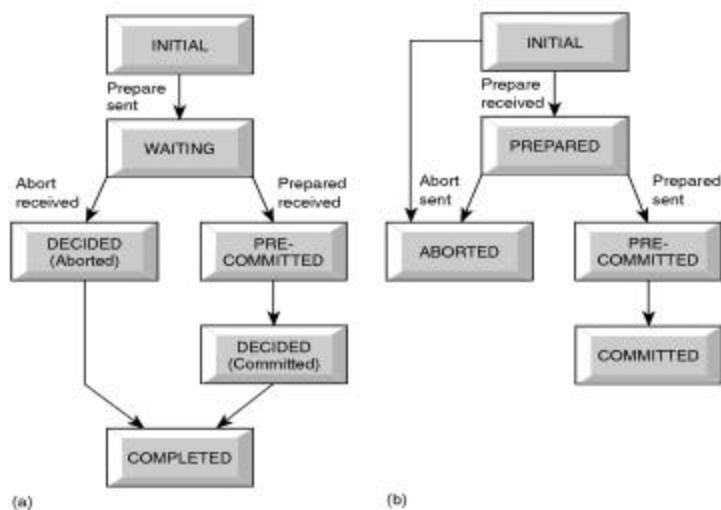 INITIAL
Prepare
sent
WAITING
Abort
received
Prepared
received
DECIDED
(Aborted)
PRE-
COMMITTED
DECIDED
(Committed)
COMPLETED
(a)
INITIAL
Prepare
received
PREPARED
Abort
sent
Prepared
sent
ABORTED
PRE-
COMMITTED
COMMITTED
(b)